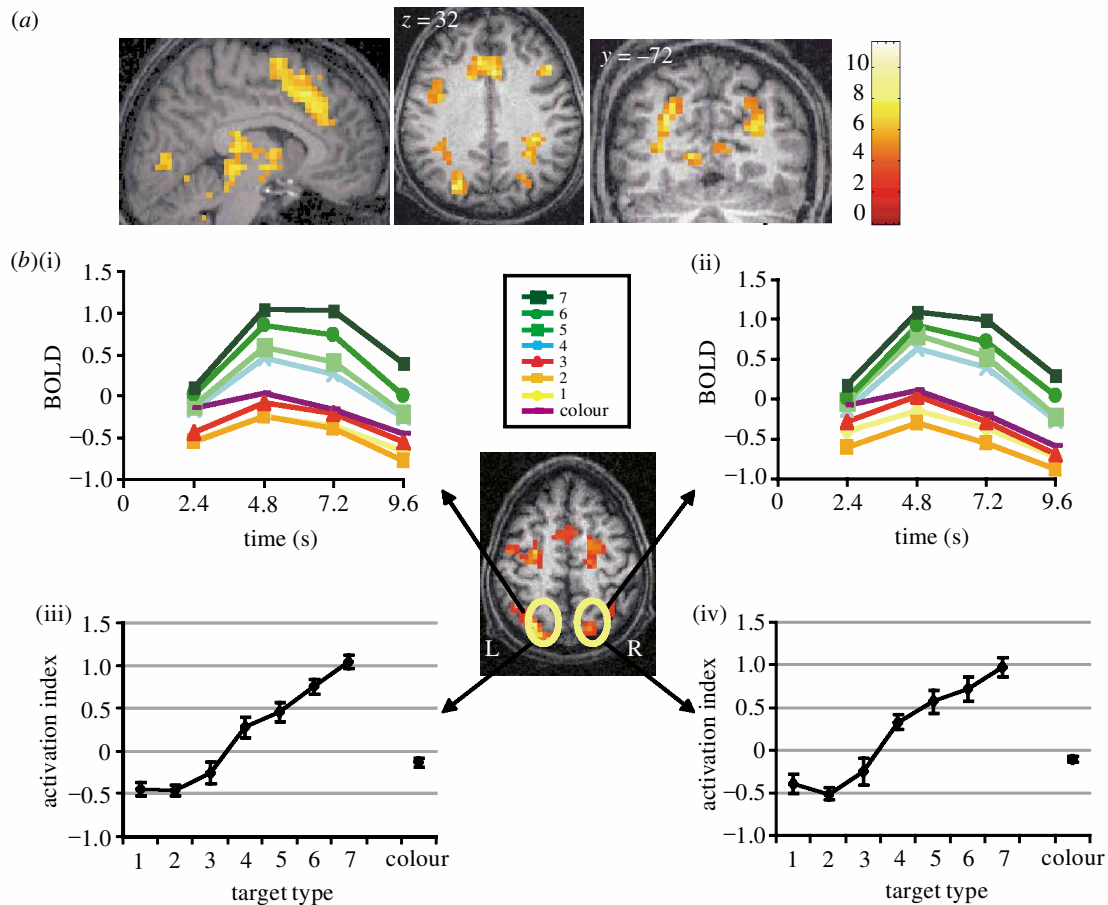 (a)
z = 32
y = −72
10
8
6
4
2
0
(b)(i)
1.5
1.0
0.5
0
−0.5
−1.0
BOLD
0
2.4
4.8
7.2
9.6
time (s)
7
6
5
4
3
2
1
colour
(ii)
1.5
1.0
0.5
0
−0.5
−1.0
BOLD
0
2.4
4.8
7.2
9.6
time (s)
L
R
(iii)
1.5
1.0
0.5
0
−0.5
−1.0
activation index
1 2 3 4 5 6 7 colour
target type
(iv)
1.5
1.0
0.5
0
−0.5
−1.0
activation index
1 2 3 4 5 6 7 colour
target type